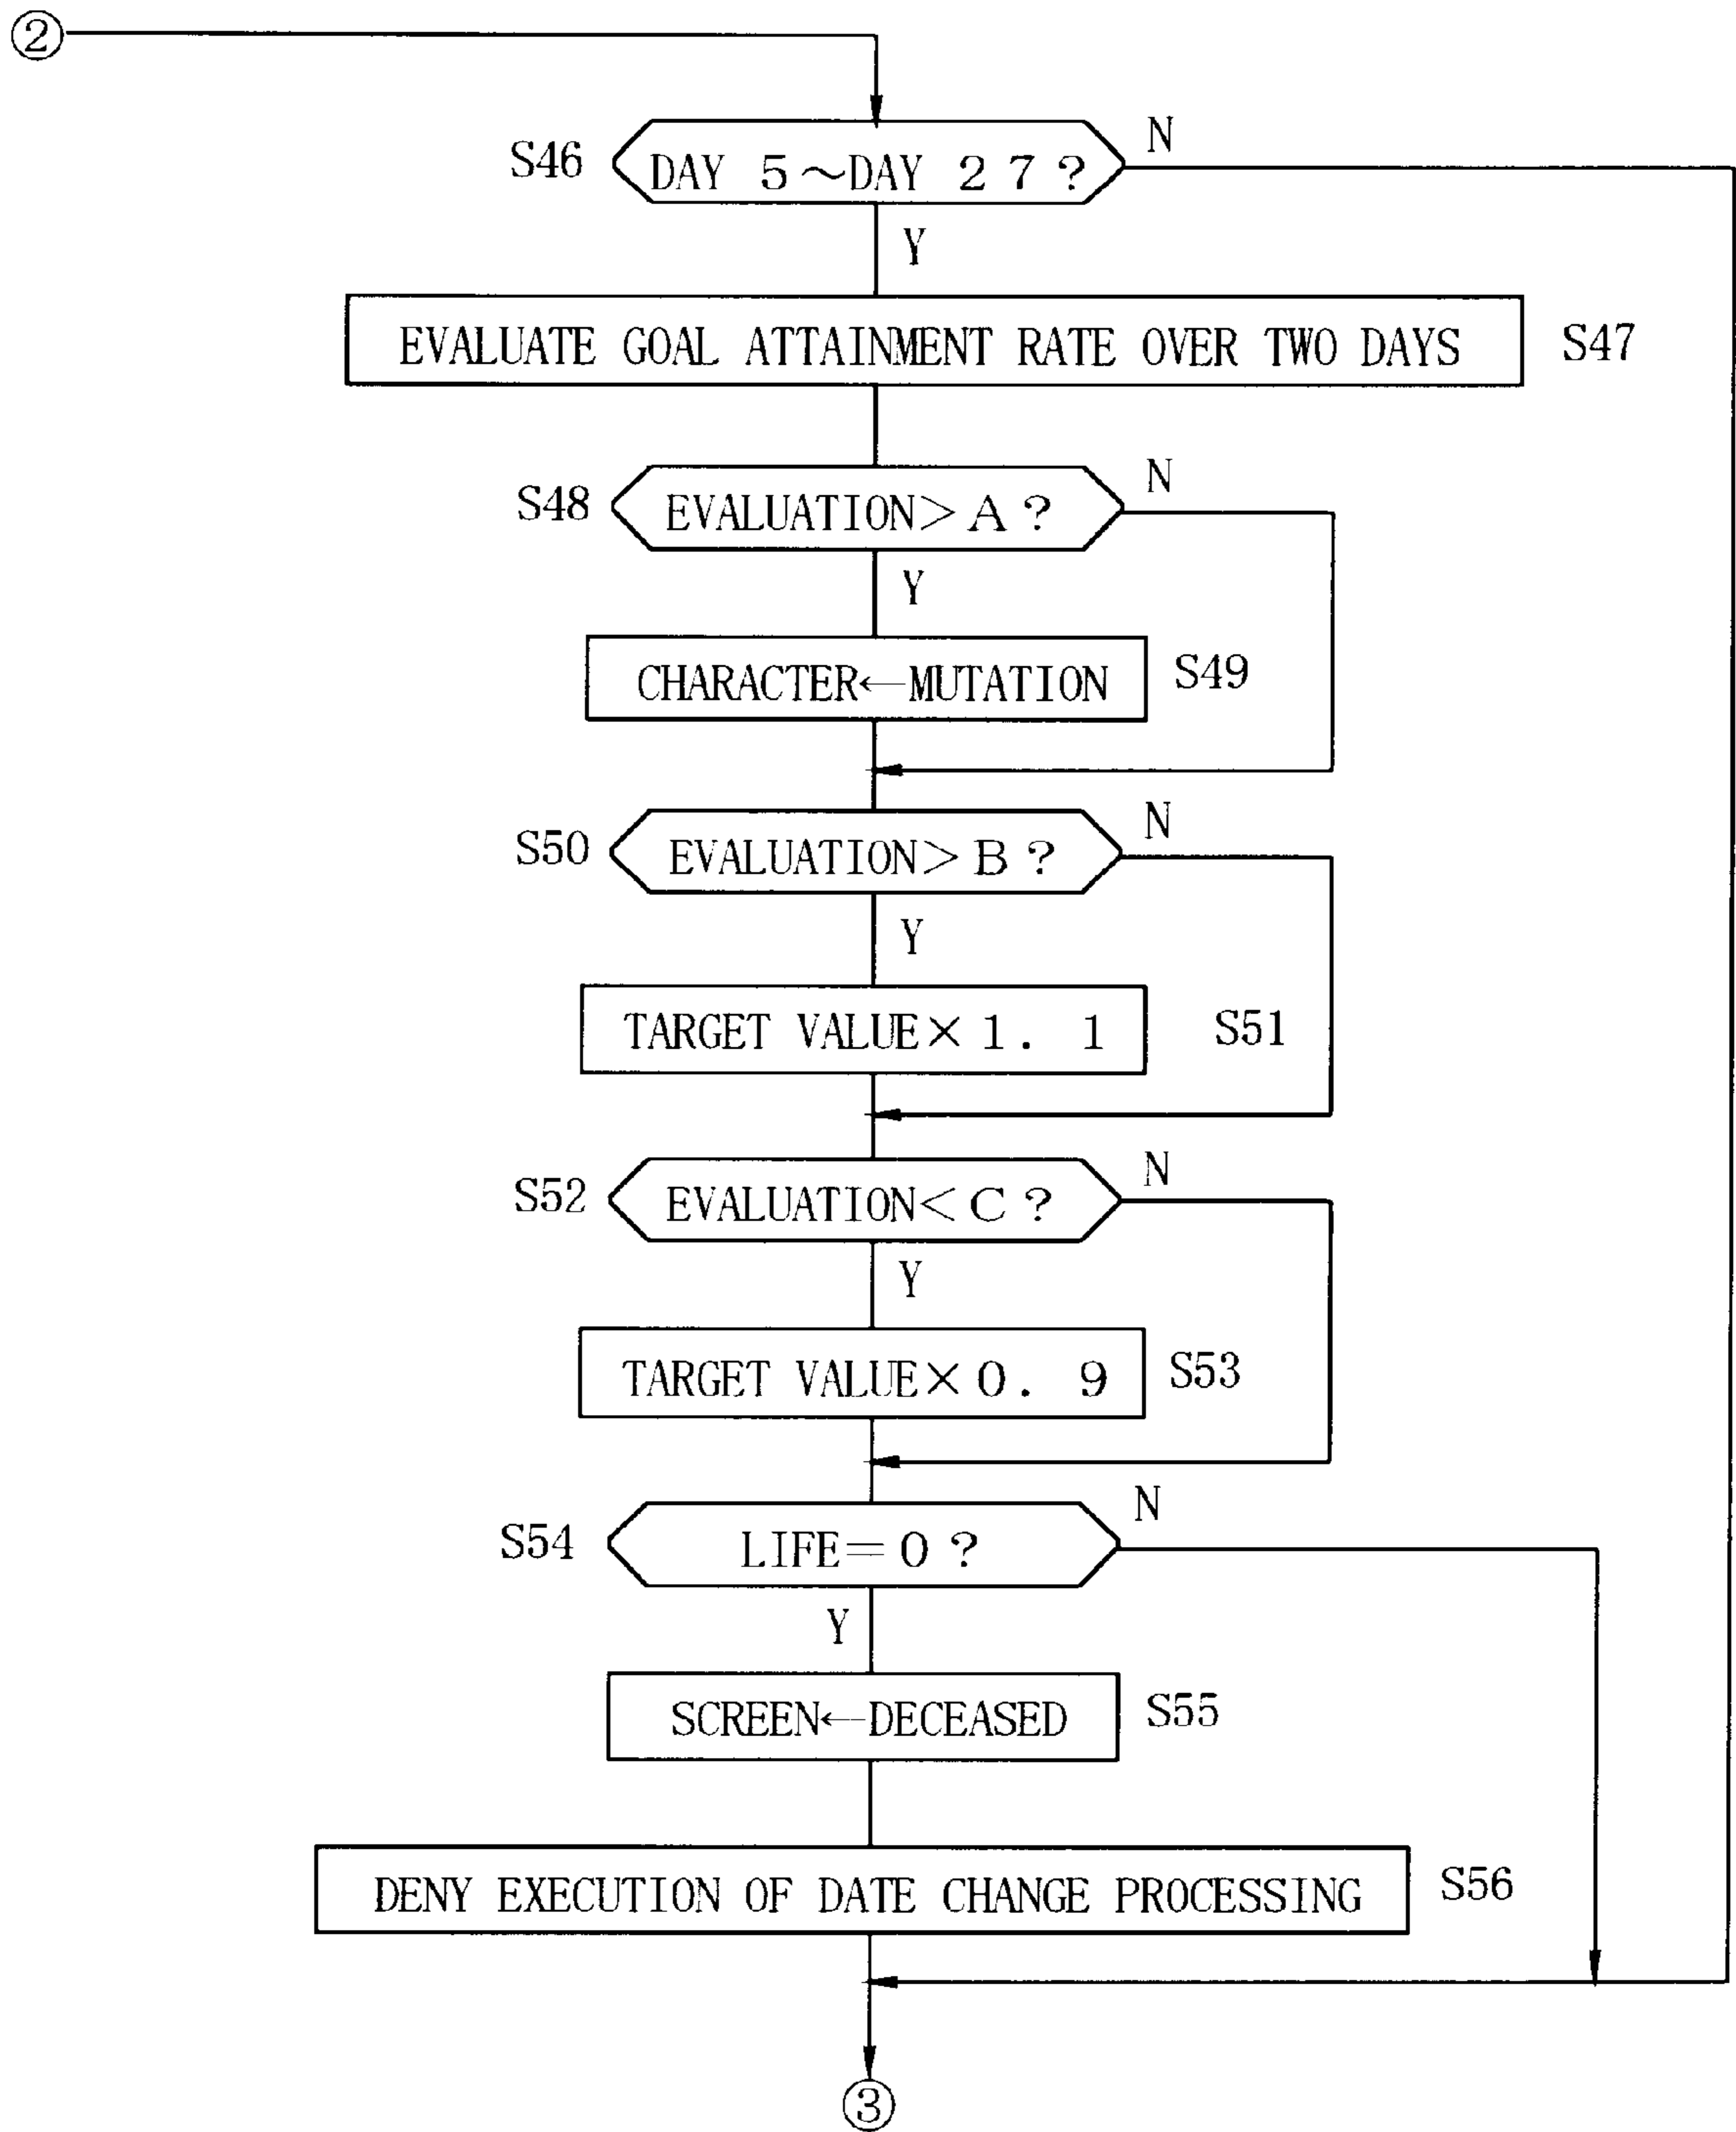 ②
S46 DAY 5～DAY 27? N
Y
EVALUATE GOAL ATTAINMENT RATE OVER TWO DAYS S47
S48 EVALUATION>A? N
Y
CHARACTER←MUTATION S49
S50 EVALUATION>B? N
Y
TARGET VALUE×1.1 S51
S52 EVALUATION<C? N
Y
TARGET VALUE×0.9 S53
S54 LIFE=0? N
Y
SCREEN←DECEASED S55
DENY EXECUTION OF DATE CHANGE PROCESSING S56
③